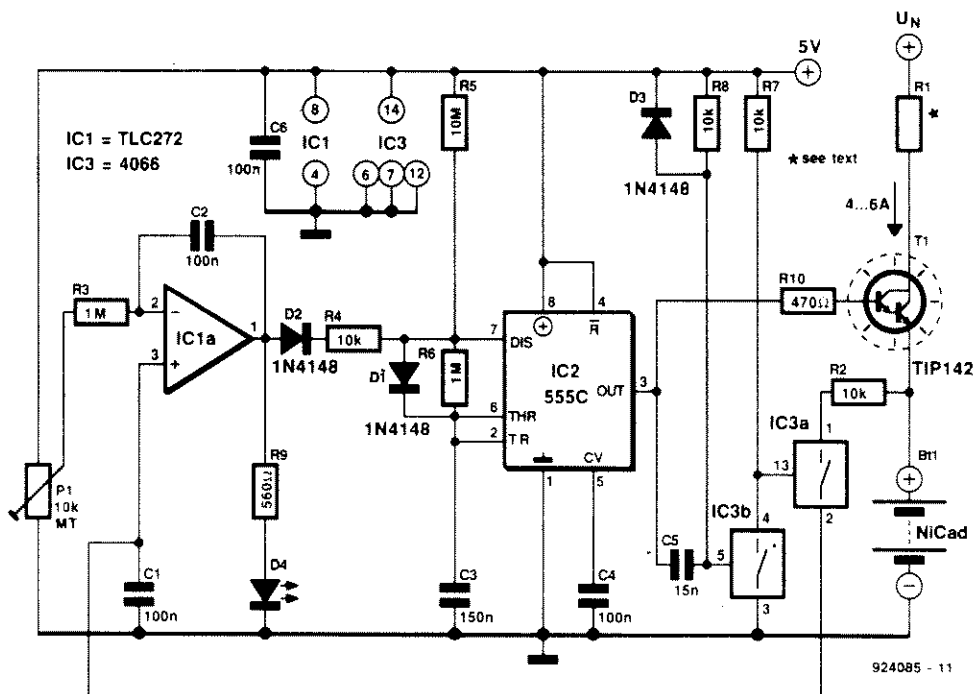 U_N
5V
R5
10M
R8
10k
R7
10k
R1
*
D3
1N4148
8
14
IC1
IC3
4
6
7
12
C6
100n
IC1 = TLC272
IC3 = 4066
* see text
4...6A
T1
TIP142
C2
100n
R3
1M
2
3
IC1a
1
D2
1N4148
R4
10k
D1
1N4148
R6
1M
7
DIS
6
THR
2
TR
8
4
R̅
IC2
555C
OUT
3
CV
1
5
R10
470Ω
R2
10k
IC3a
1
13
2
Bt1
NiCad
IC3b
4
5
3
C5
15n
P1
10k
MT
R9
560Ω
D4
C1
100n
C3
150n
C4
100n
924085 - 11